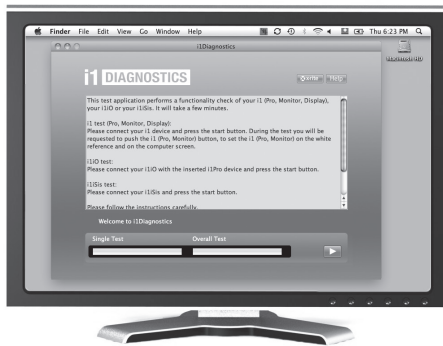 Finder File Edit View Go Window Help Thu 6:23 PM
i1Diagnostics
Macintosh HD
i1 DIAGNOSTICS
Help
This test application performs a functionality check of your i1 (Pro, Monitor, Display),
your i1iO or your i1iSis. It will take a few minutes.
i1 test (Pro, Monitor, Display):
Please connect your i1 device and press the start button. During the test you will be
requested to push the i1 (Pro, Monitor) button, to set the i1 (Pro, Monitor) on the white
reference and on the computer screen.
i1iO test:
Please connect your i1iO with the inserted i1Pro device and press the start button.
i1iSis test:
Please connect your i1iSis and press the start button.
Please follow the instructions carefully.
Welcome to i1Diagnostics
Single Test Overall Test